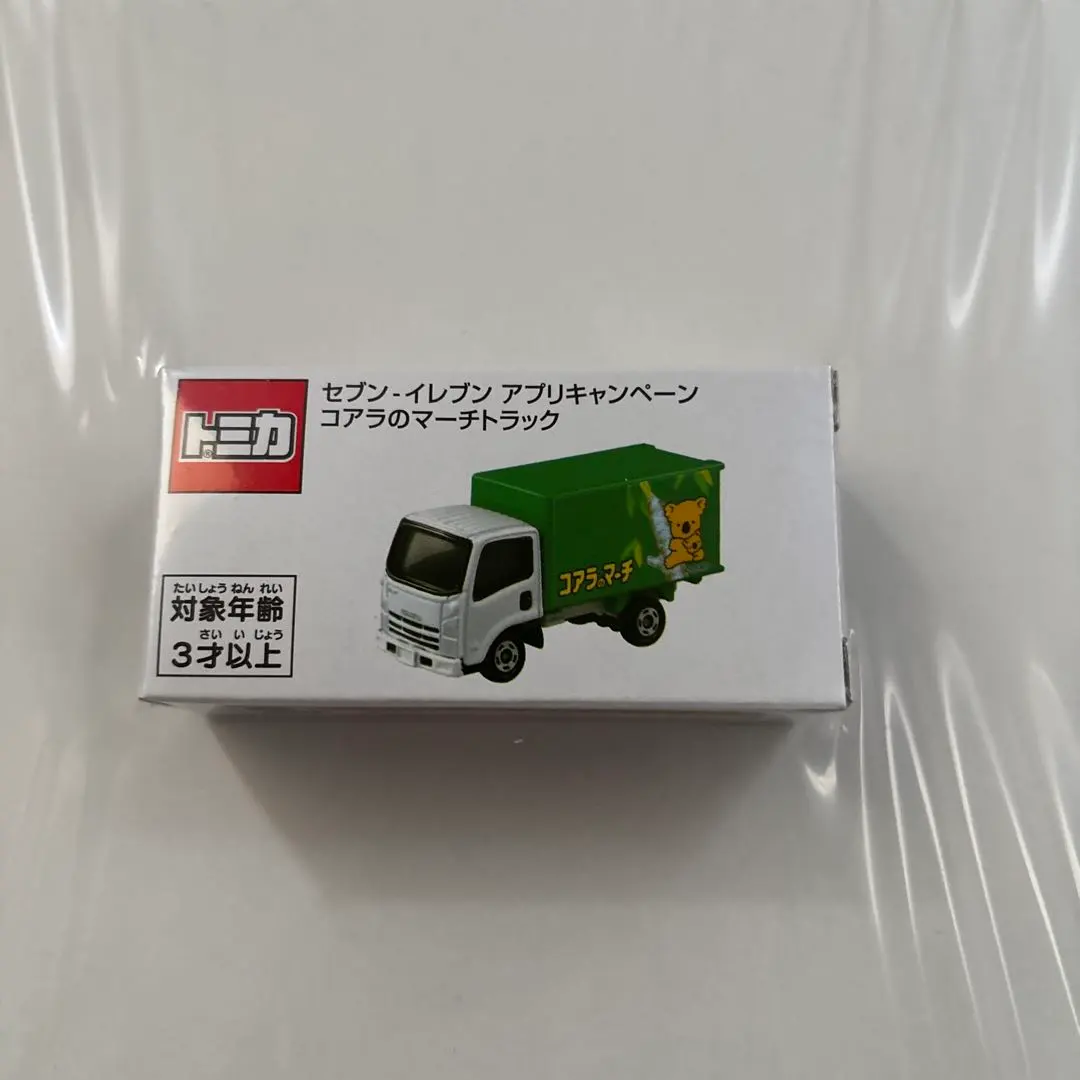 トミカ®
セブン-イレブン アプリキャンペーン
コアラのマーチトラック
コアラのマーチ
たいしょう ねん れい
対象年齢
さい い じょう
3才以上